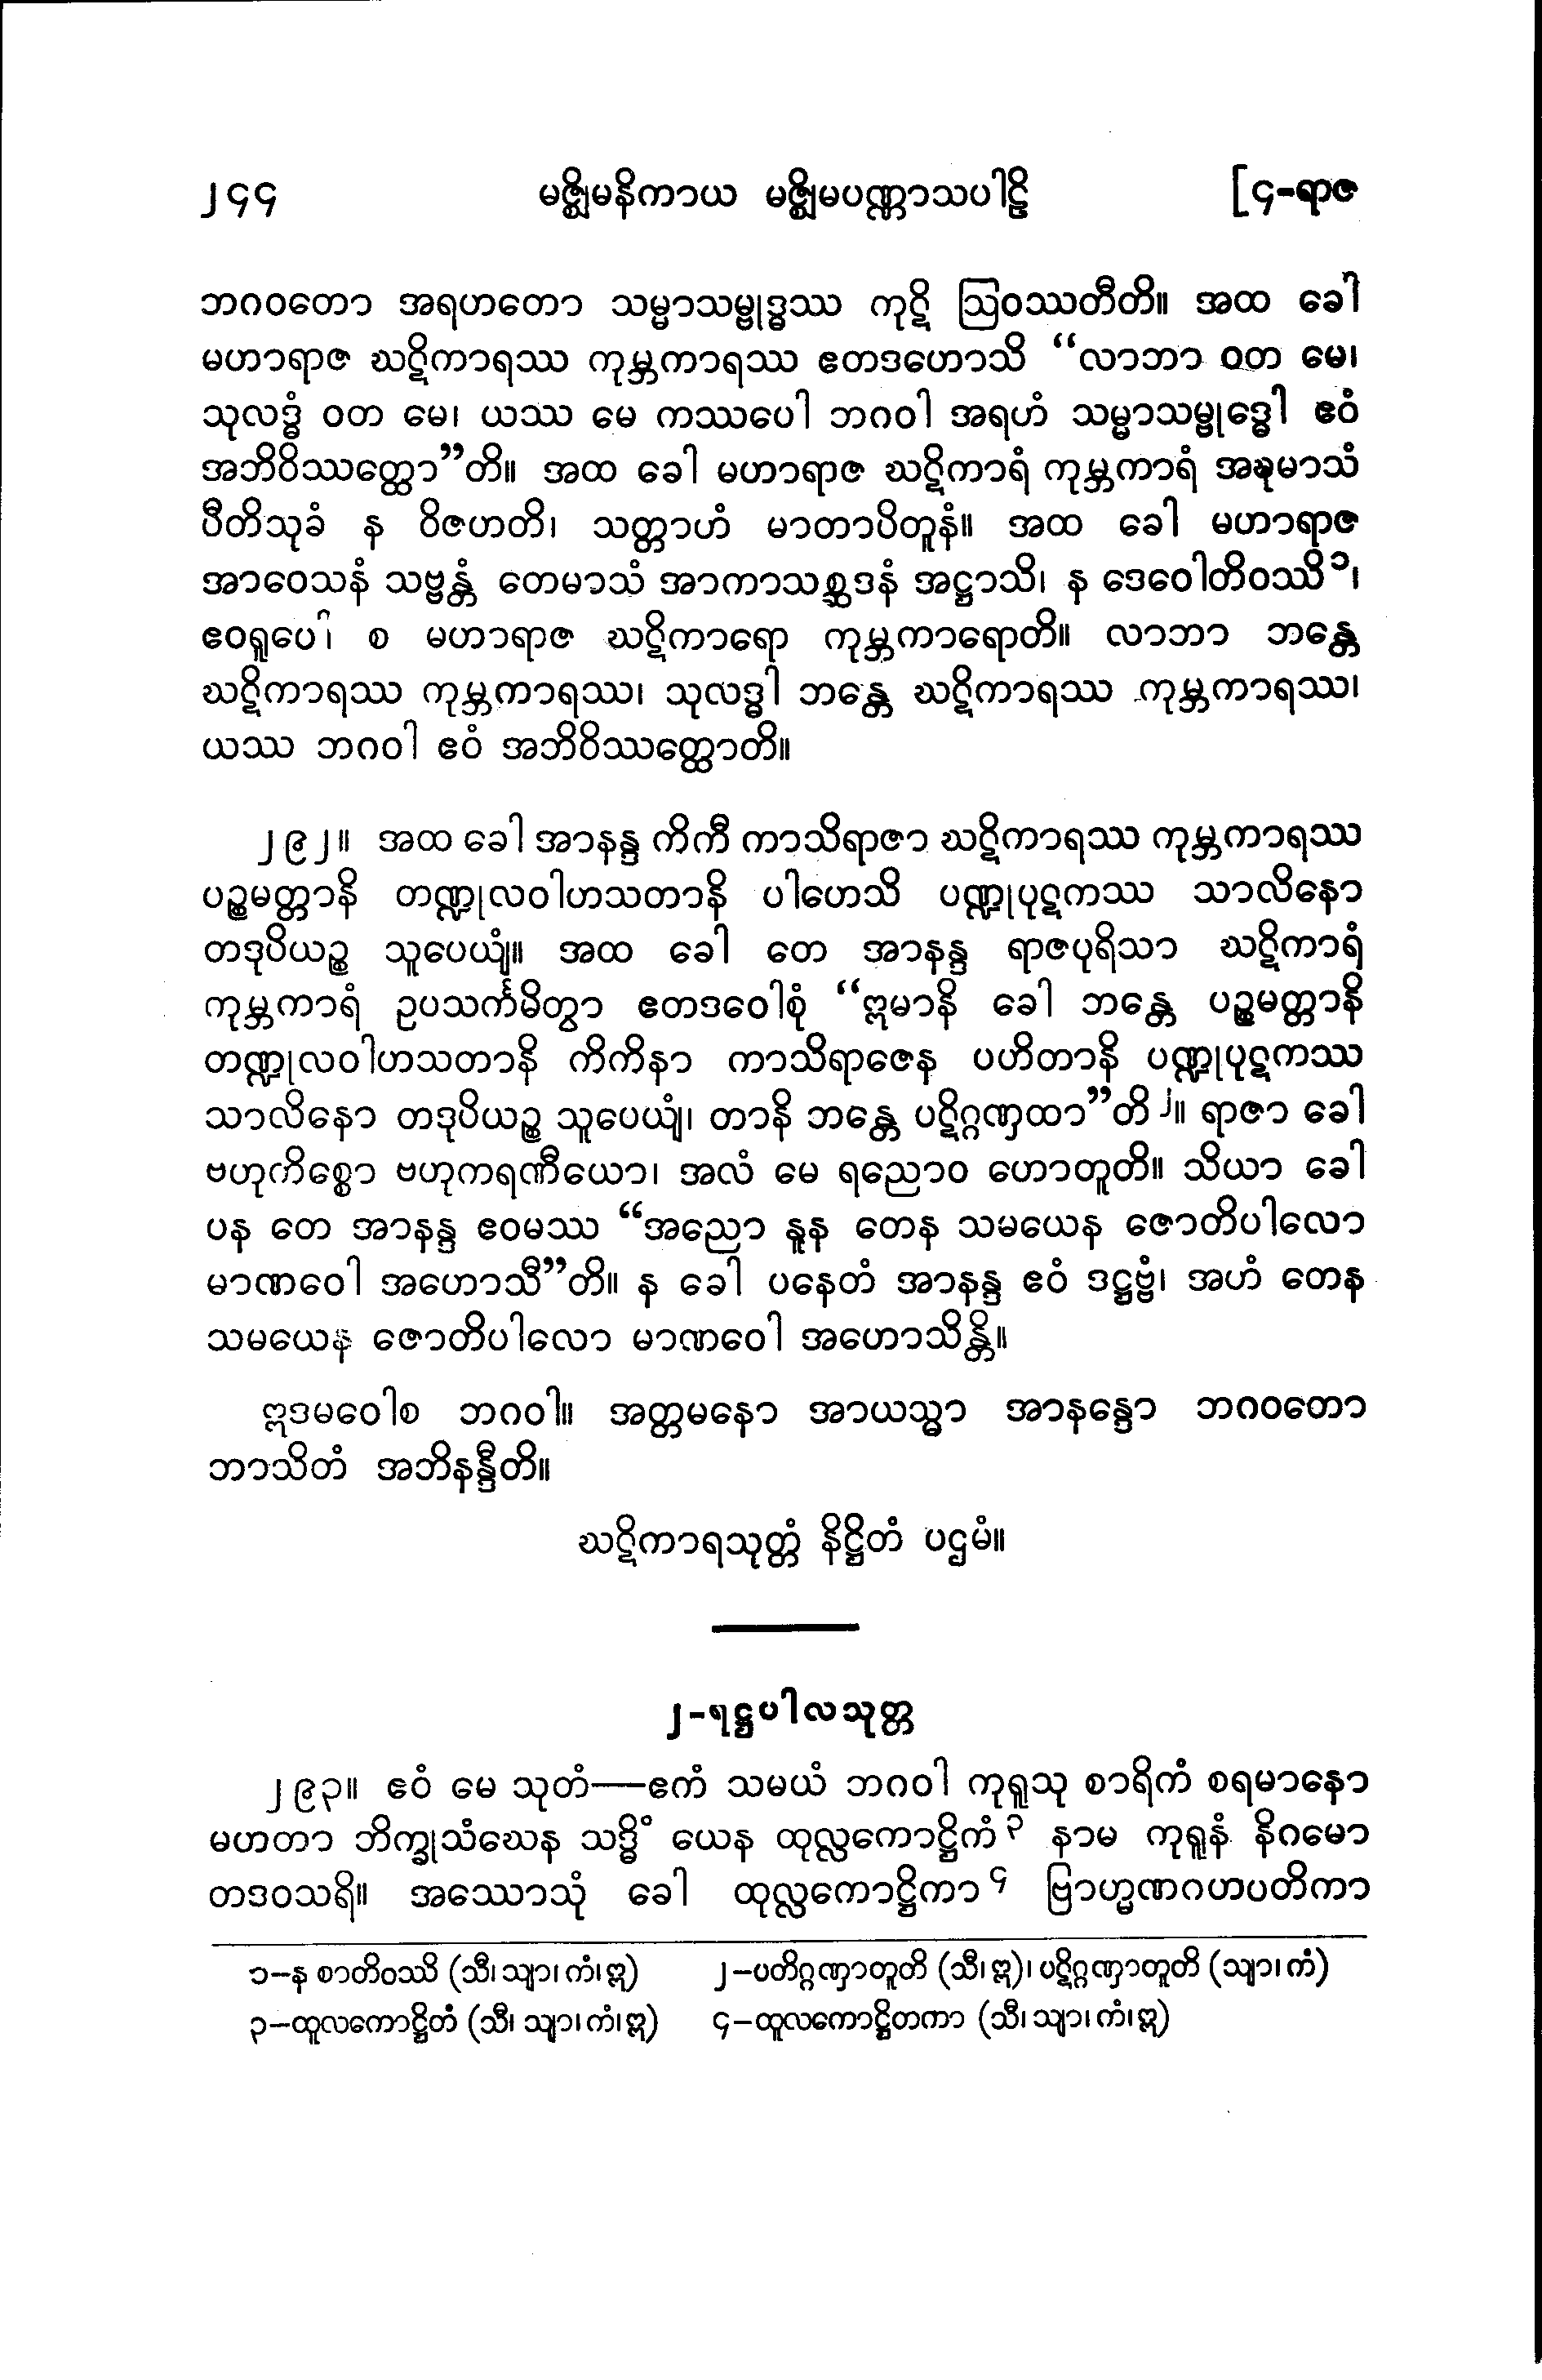 ၂၄၄ မဇ္ဈိမနိကာယ မဇ္ဈိမပဏ္ဏာသပါဠိ [၄-ရာဇ
ဘဂဝတော အရဟတော သမ္မာသမ္ဗုဒ္ဓဿ ကုဋိ ဩဝဿတီတိ။ အထ ခေါ
မဟာရာဇ ဃဋိကာရဿ ကုမ္ဘကာရဿ ဧတဒဟောသိ “လာဘာ ဝတ မေ၊
သုလဒ္ဓံ ဝတ မေ၊ ယဿ မေ ကဿပေါ ဘဂဝါ အရဟံ သမ္မာသမ္ဗုဒ္ဓေါ ဧဝံ
အဘိဝိဿတ္ထော”တိ။ အထ ခေါ မဟာရာဇ ဃဋိကာရံ ကုမ္ဘကာရံ အဍ္ဎမာသံ
ပီတိသုခံ န ဝိဇဟတိ၊ သတ္တာဟံ မာတာပိတူနံ။ အထ ခေါ မဟာရာဇ
အာဝေသနံ သဗ္ဗန္တံ တေမာသံ အာကာသစ္ဆဒနံ အဋ္ဌာသိ၊ န ဒေဝေါတိဝဿိ ၁၊
ဧဝရူပေါ စ မဟာရာဇ ဃဋိကာရော ကုမ္ဘကာရောတိ။ လာဘာ ဘန္တေ
ဃဋိကာရဿ ကုမ္ဘကာရဿ၊ သုလဒ္ဓါ ဘန္တေ ဃဋိကာရဿ ကုမ္ဘကာရဿ၊
ယဿ ဘဂဝါ ဧဝံ အဘိဝိဿတ္ထောတိ။
၂၉၂။ အထ ခေါ အာနန္ဒ ကိကီ ကာသိရာဇာ ဃဋိကာရဿ ကုမ္ဘကာရဿ
ပဉ္စမတ္တာနိ တဏ္ဍုလဝါဟသတာနိ ပါဟေသိ ပဏ္ဍုပုဋကဿ သာလိနော
တဒုပိယဉ္စ သူပေယျံ။ အထ ခေါ တေ အာနန္ဒ ရာဇပုရိသာ ဃဋိကာရံ
ကုမ္ဘကာရံ ဥပသင်္ကမိတွာ ဧတဒဝေါစုံ “ဣမာနိ ခေါ ဘန္တေ ပဉ္စမတ္တာနိ
တဏ္ဍုလဝါဟသတာနိ ကိကိနာ ကာသိရာဇေန ပဟိတာနိ ပဏ္ဍုပုဋကဿ
သာလိနော တဒုပိယဉ္စ သူပေယျံ၊ တာနိ ဘန္တေ ပဋိဂ္ဂဏှထာ”တိ ၂။ ရာဇာ ခေါ
ဗဟုကိစ္စော ဗဟုကရဏီယော၊ အလံ မေ ရညောဝ ဟောတူတိ။ သိယာ ခေါ
ပန တေ အာနန္ဒ ဧဝမဿ “အညော နူန တေန သမယေန ဇောတိပါလော
မာဏဝေါ အဟောသီ”တိ။ န ခေါ ပနေတံ အာနန္ဒ ဧဝံ ဒဋ္ဌဗ္ဗံ၊ အဟံ တေန
သမယေန ဇောတိပါလော မာဏဝေါ အဟောသိန္တိ။
ဣဒမဝေါစ ဘဂဝါ။ အတ္တမနော အာယသ္မာ အာနန္ဒော ဘဂဝတော
ဘာသိတံ အဘိနန္ဒီတိ။
ဃဋိကာရသုတ္တံ နိဋ္ဌိတံ ပဌမံ။
၂-ရဋ္ဌပါလသုတ္တ
၂၉၃။ ဧဝံ မေ သုတံ—ဧကံ သမယံ ဘဂဝါ ကုရူသု စာရိကံ စရမာနော
မဟတာ ဘိက္ခုသံဃေန သဒ္ဓိံ ယေန ထုလ္လကောဋ္ဌိကံ ၃ နာမ ကုရူနံ နိဂမော
တဒဝသရိ။ အဿောသုံ ခေါ ထုလ္လကောဋ္ဌိကာ ၄ ဗြာဟ္မဏဂဟပတိကာ
၁-န စာတိဝဿိ (သီ၊ သျာ၊ ကံ၊ ဣ) ၂-ပတိဂ္ဂဏှာတူတိ (သီ၊ ဣ)၊ ပဋိဂ္ဂဏှာတူတိ (သျာ၊ ကံ)
၃-ထူလကောဋ္ဌိတံ (သီ၊ သျာ၊ ကံ၊ ဣ) ၄-ထူလကောဋ္ဌိတကာ (သီ၊ သျာ၊ ကံ၊ ဣ)